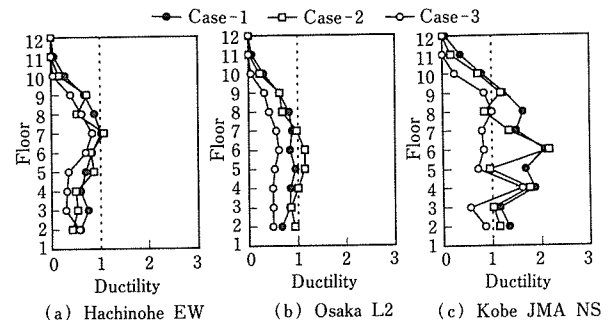 Case-1 Case-2 Case-3
12 11 10 9 8 7 6 5 4 3 2 1
Floor
0 1 2 3
Ductility
(a) Hachinohe EW
12 11 10 9 8 7 6 5 4 3 2 1
Floor
0 1 2 3
Ductility
(b) Osaka L2
12 11 10 9 8 7 6 5 4 3 2 1
Floor
0 1 2 3
Ductility
(c) Kobe JMA NS